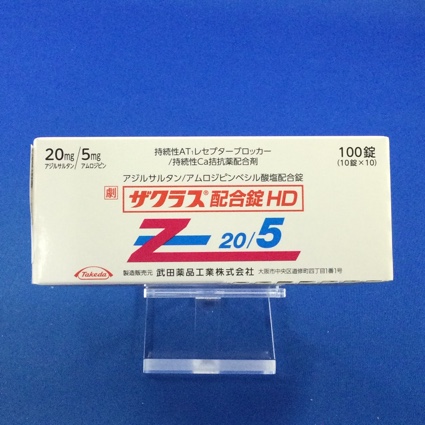 20mg/5mg
アジルサルタン/アムロジピン
持続性AT₁レセプターブロッカー
/持続性Ca拮抗薬配合剤
100錠
(10錠×10)
アジルサルタン/アムロジピンベシル酸塩配合錠
劇 ザクラス®配合錠HD
Z 20/5
Takeda
製造販売元 武田薬品工業株式会社 大阪市中央区道修町四丁目1番1号